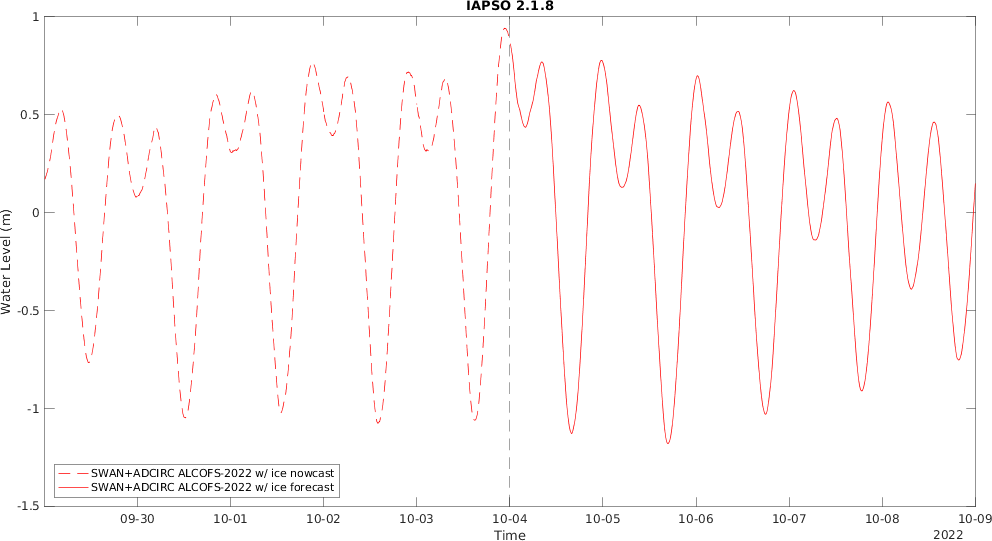 IAPSO 2.1.8
1
0.5
0
-0.5
-1
-1.5
Water Level (m)
SWAN+ADCIRC ALCOFS-2022 w/ ice nowcast
SWAN+ADCIRC ALCOFS-2022 w/ ice forecast
09-30 10-01 10-02 10-03 10-04 10-05 10-06 10-07 10-08 10-09
Time
2022